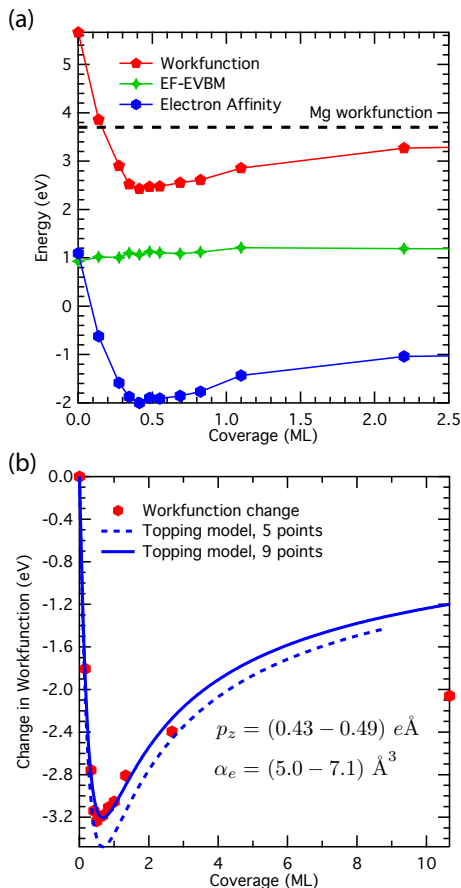 (a)
5
4
3
2
1
0
-1
-2
Energy (eV)
Workfunction
EF-EVBM
Electron Affinity
Mg workfunction
0.0
0.5
1.0
1.5
2.0
2.5
Coverage (ML)
(b)
0.0
-0.4
-0.8
-1.2
-1.6
-2.0
-2.4
-2.8
-3.2
Change in Workfunction (eV)
Workfunction change
Topping model, 5 points
Topping model, 9 points
p_z = (0.43 − 0.49) eÅ
α_e = (5.0 − 7.1) Å³
0
2
4
6
8
10
Coverage (ML)